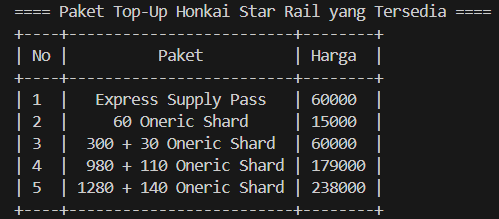 ==== Paket Top-Up Honkai Star Rail yang Tersedia ====
+----+-------------------------+--------+
| No |          Paket          | Harga  |
+----+-------------------------+--------+
| 1  |   Express Supply Pass   | 60000  |
| 2  |     60 Oneric Shard     | 15000  |
| 3  |  300 + 30 Oneric Shard  | 60000  |
| 4  |  980 + 110 Oneric Shard | 179000 |
| 5  | 1280 + 140 Oneric Shard | 238000 |
+----+-------------------------+--------+